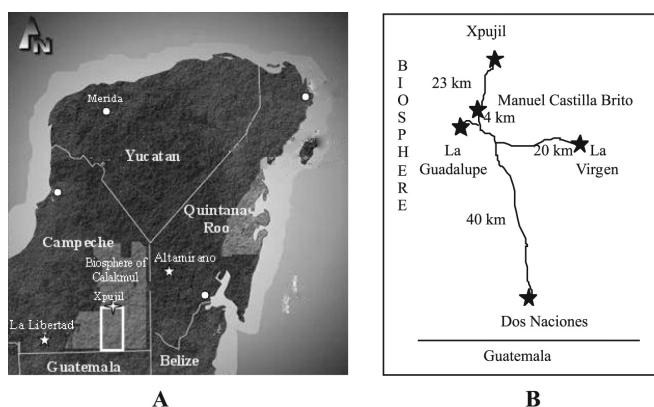 N
Merida
Yucatan
Quintana
Roo
Campeche
Biosphere of
Calakmul
Altamirano
Xpujil
La Libertad
Guatemala
Belize
A
Xpujil
BIOSPHERE
23 km
Manuel Castilla Brito
4 km
La
Guadalupe
20 km
La
Virgen
40 km
Dos Naciones
Guatemala
B